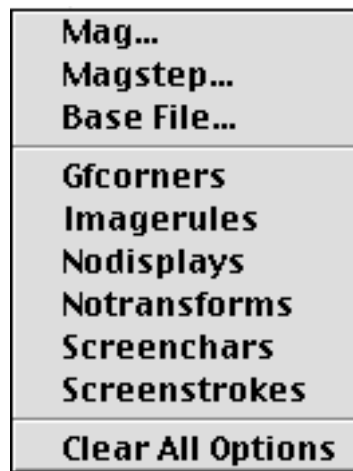 Mag...
Magstep...
Base File...
Gfcorners
Imagerules
Nodisplays
Notransforms
Screenchars
Screenstrokes
Clear All Options